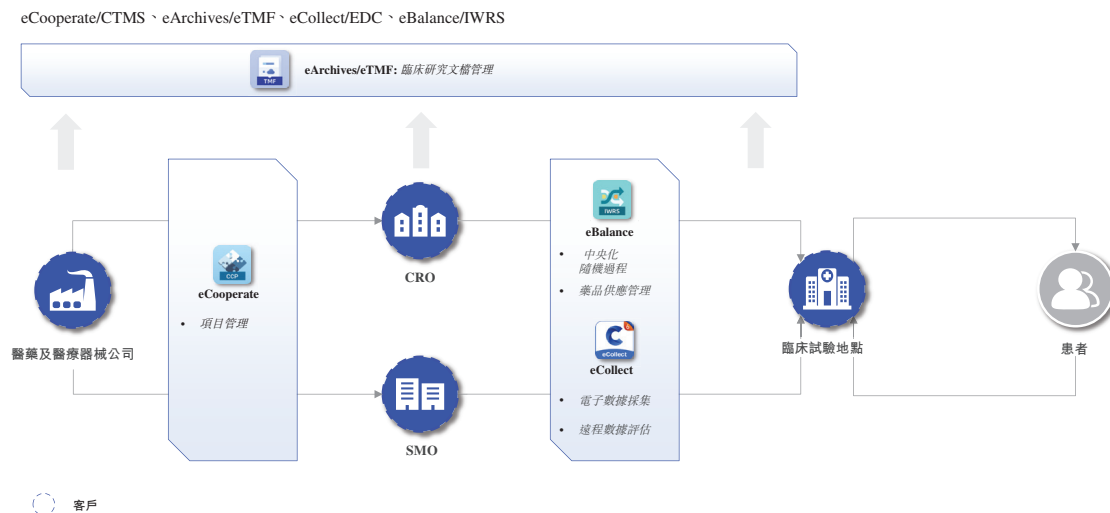 eCooperate/CTMS、eArchives/eTMF、eCollect/EDC、eBalance/IWRS
TMF
eArchives/eTMF: 臨床研究文檔管理
IWRS
eBalance
• 中央化
隨機過程
• 藥品供應管理
CRO
CCP
eCooperate
• 項目管理
醫藥及醫療器械公司
臨床試驗地點
患者
eCollect
eCollect
• 電子數據採集
• 遠程數據評估
SMO
客戶